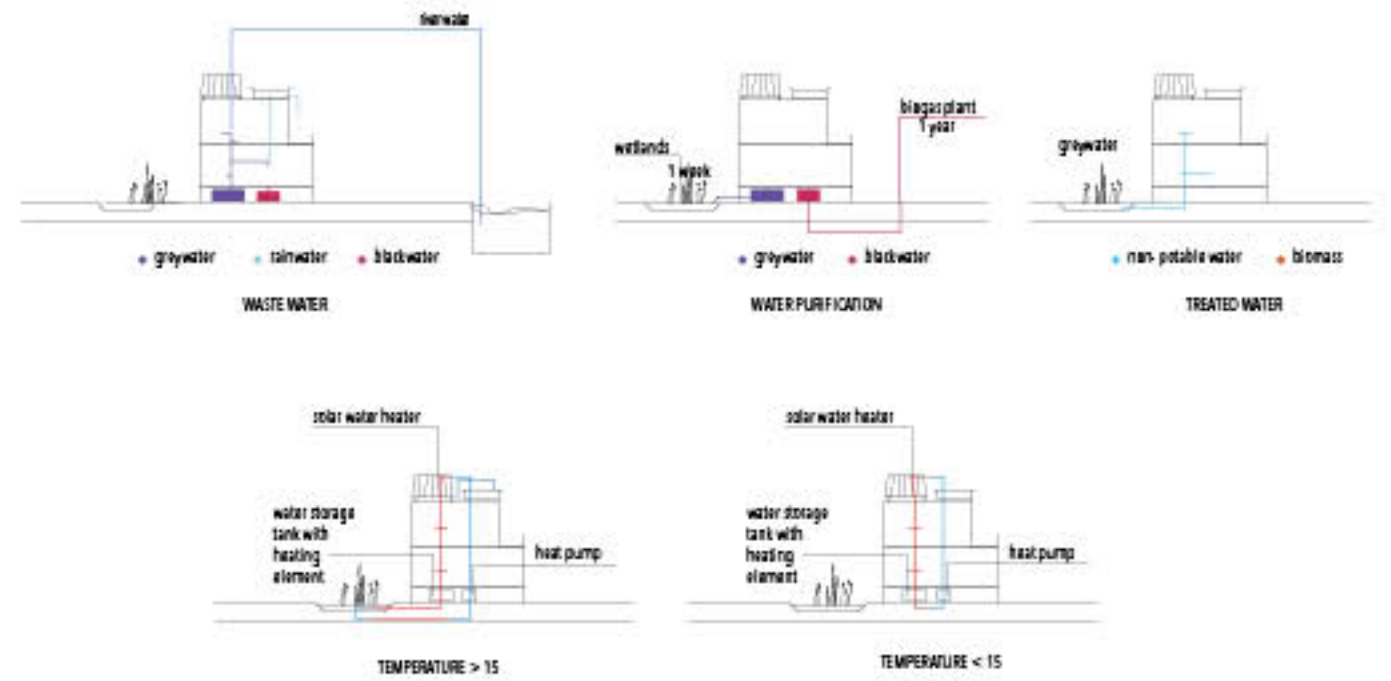 riverwater
greywater
rainwater
blackwater
WASTE WATER
biogas plant
1 year
wetlands
1 week
greywater
blackwater
WATER PURIFICATION
greywater
non- potable water
biomass
TREATED WATER
solar water heater
water storage
tank with
heating
element
heat pump
TEMPERATURE > 15
solar water heater
water storage
tank with
heating
element
heat pump
TEMPERATURE < 15